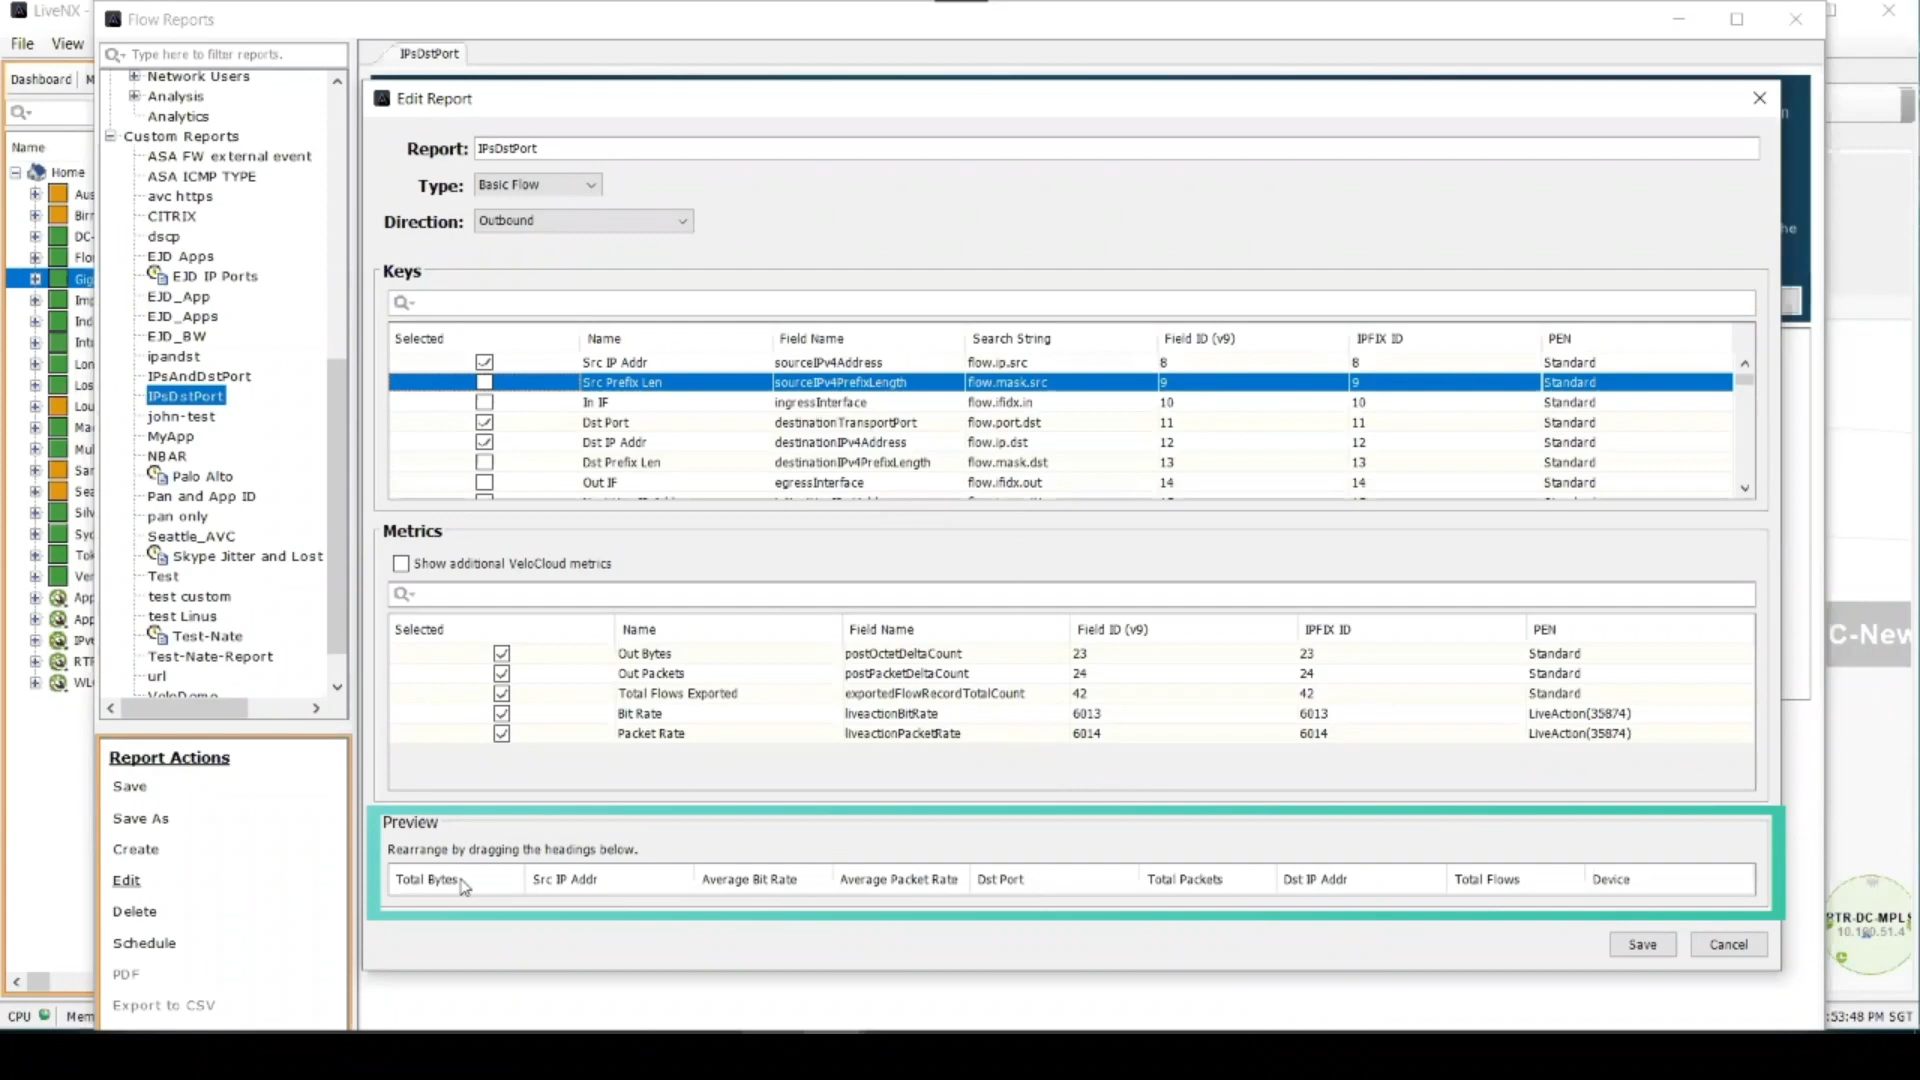 LiveNX -
Flow Reports
File View
Type here to filter reports.
IPsDstPort
Dashboard
Network Users
Analysis
Analytics
Custom Reports
ASA FW external event
ASA ICMP TYPE
avc https
CITRIX
dscp
EJD Apps
EJD IP Ports
EJD_App
EJD_Apps
EJD_BW
ipandst
IPsAndDstPort
IPsDstPort
john-test
MyApp
NBAR
Palo Alto
Pan and App ID
pan only
Seattle_AVC
Skype Jitter and Lost
Test
test custom
test Linus
Test-Nate
Test-Nate-Report
url
VeloDemo
Name
Home
Aus
Birr
DC-
Flo
Gig
Imp
Ind
Int
Lon
Los
Lou
Ma
Mul
San
Sea
Silv
Syd
Tok
Ver
App
App
IPv
RTP
WL
CPU Mem
Report Actions
Save
Save As
Create
Edit
Delete
Schedule
PDF
Export to CSV
Edit Report
Report: IPsDstPort
Type: Basic Flow
Direction: Outbound
Keys
Selected Name Field Name Search String Field ID (v9) IPFIX ID PEN
Src IP Addr sourceIPv4Address flow.ip.src 8 8 Standard
Src Prefix Len sourceIPv4PrefixLength flow.mask.src 9 9 Standard
In IF ingressInterface flow.ifidx.in 10 10 Standard
Dst Port destinationTransportPort flow.port.dst 11 11 Standard
Dst IP Addr destinationIPv4Address flow.ip.dst 12 12 Standard
Dst Prefix Len destinationIPv4PrefixLength flow.mask.dst 13 13 Standard
Out IF egressInterface flow.ifidx.out 14 14 Standard
Metrics
Show additional VeloCloud metrics
Selected Name Field Name Field ID (v9) IPFIX ID PEN
Out Bytes postOctetDeltaCount 23 23 Standard
Out Packets postPacketDeltaCount 24 24 Standard
Total Flows Exported exportedFlowRecordTotalCount 42 42 Standard
Bit Rate liveactionBitRate 6013 6013 LiveAction(35874)
Packet Rate liveactionPacketRate 6014 6014 LiveAction(35874)
Preview
Rearrange by dragging the headings below.
Total Bytes Src IP Addr Average Bit Rate Average Packet Rate Dst Port Total Packets Dst IP Addr Total Flows Device
Save Cancel
C-New
RTR-DC-MPLS
10.190.51.4
:53:48 PM SGT